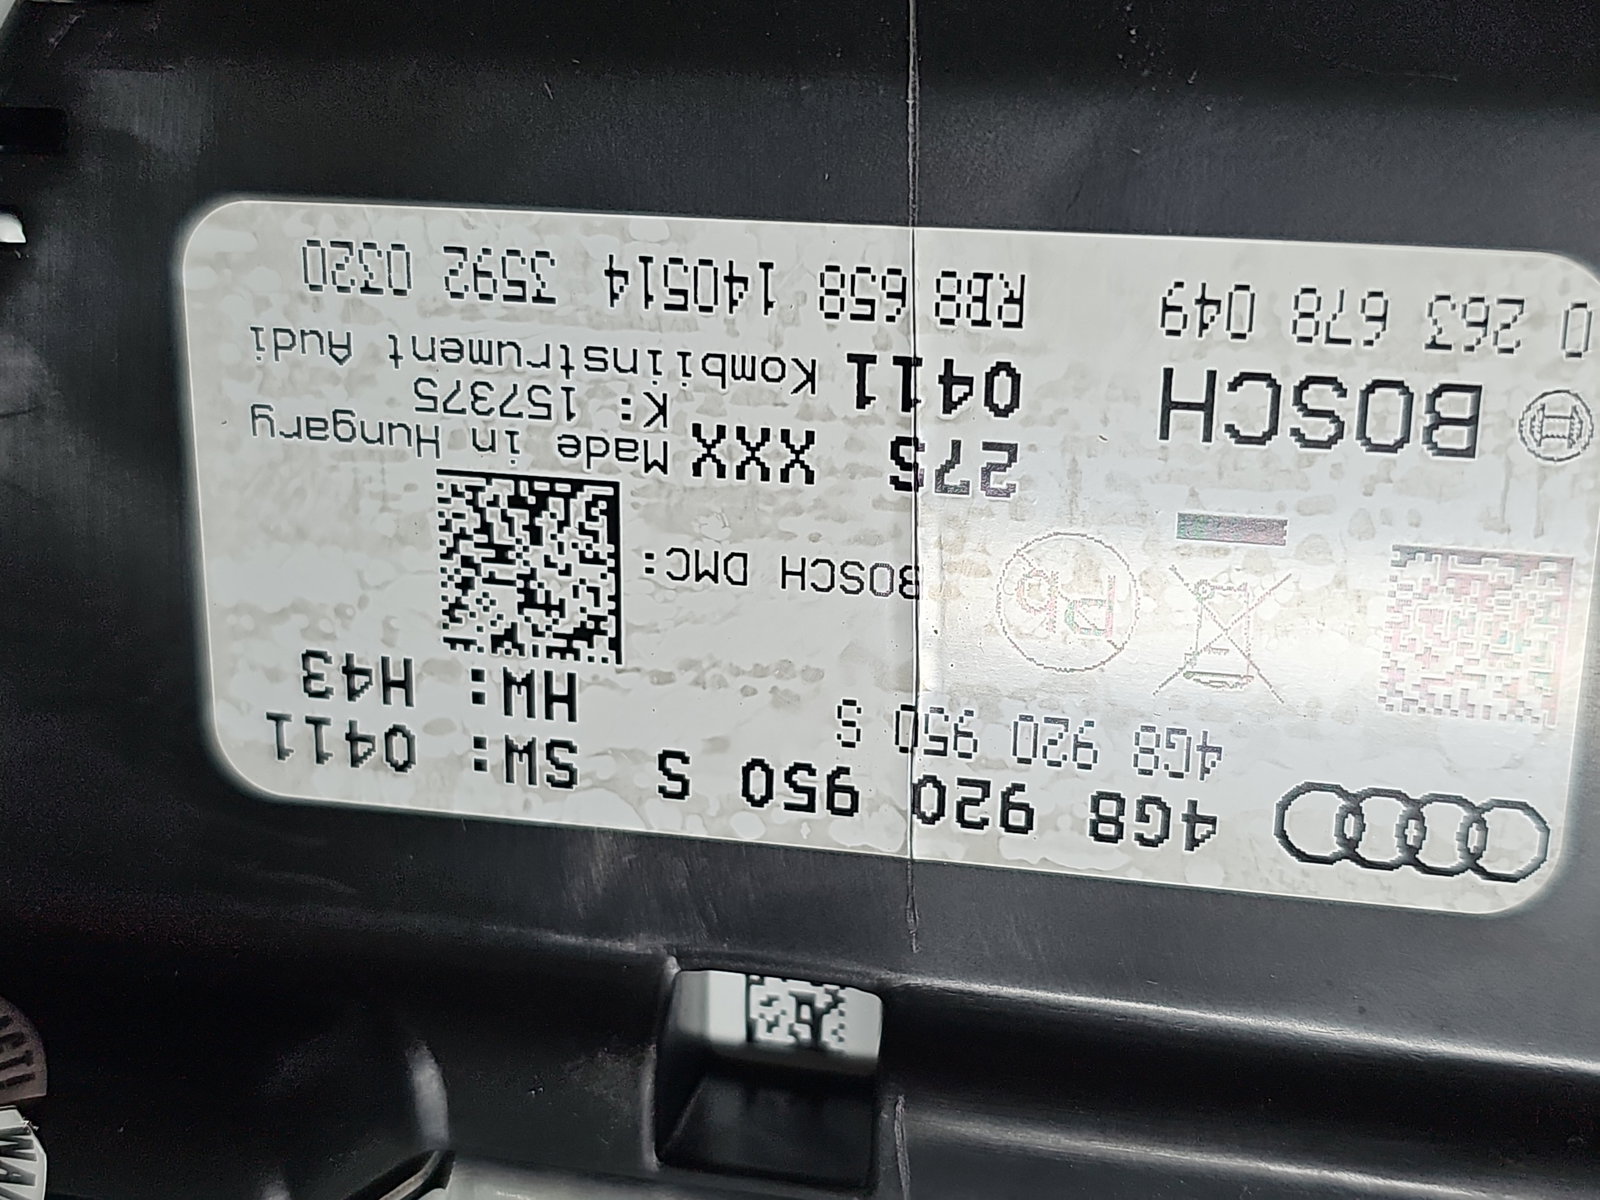 4G8 920 950 S SW: 0411
4G8 920 950 S HW: H43
BOSCH DMC:
27S XXX Made in Hungary
K: 157375
BOSCH 0411 Kombiinstrument Audi
0 263 678 049 RB8 658 140514 3592 0320